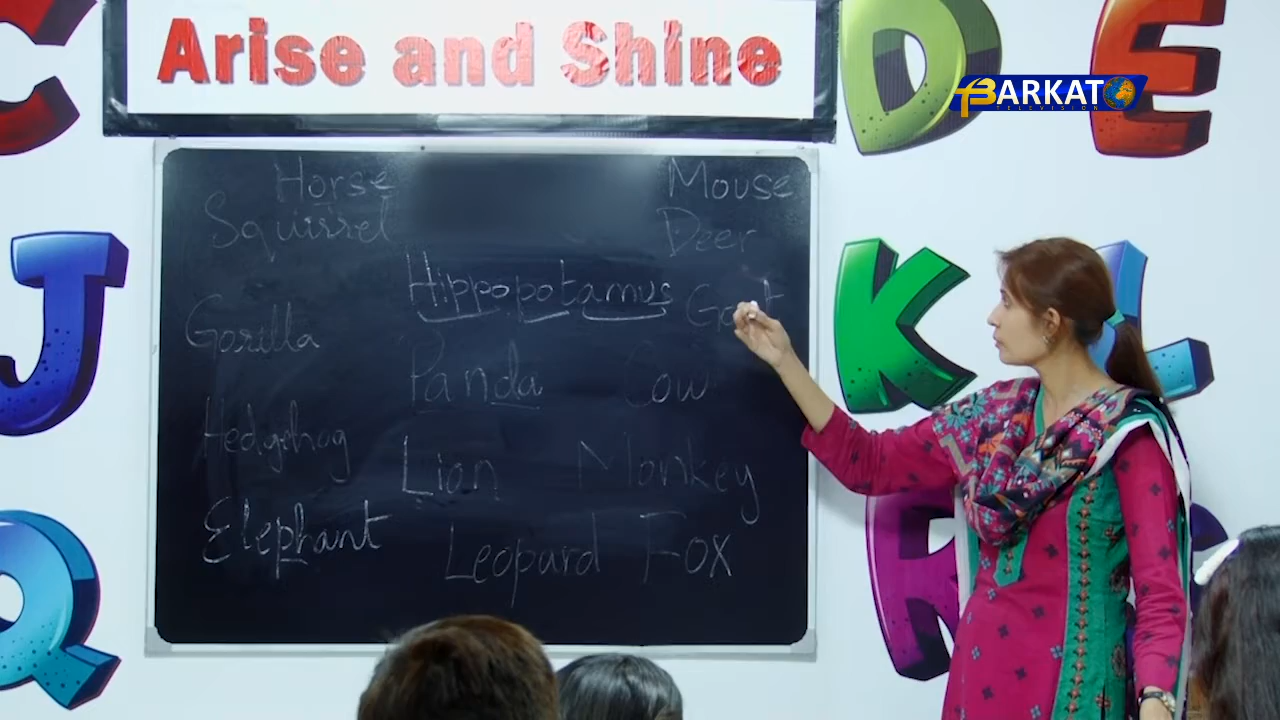 Arise and Shine
C
D
E
BARKAT
TELEVISION
Horse
Mouse
Squirrel
Deer
Hippopotamus
Goat
Gorilla
J
K
L
Panda
Cow
Hedgehog
Lion
Monkey
Elephant
Leopard
Fox
Q
R